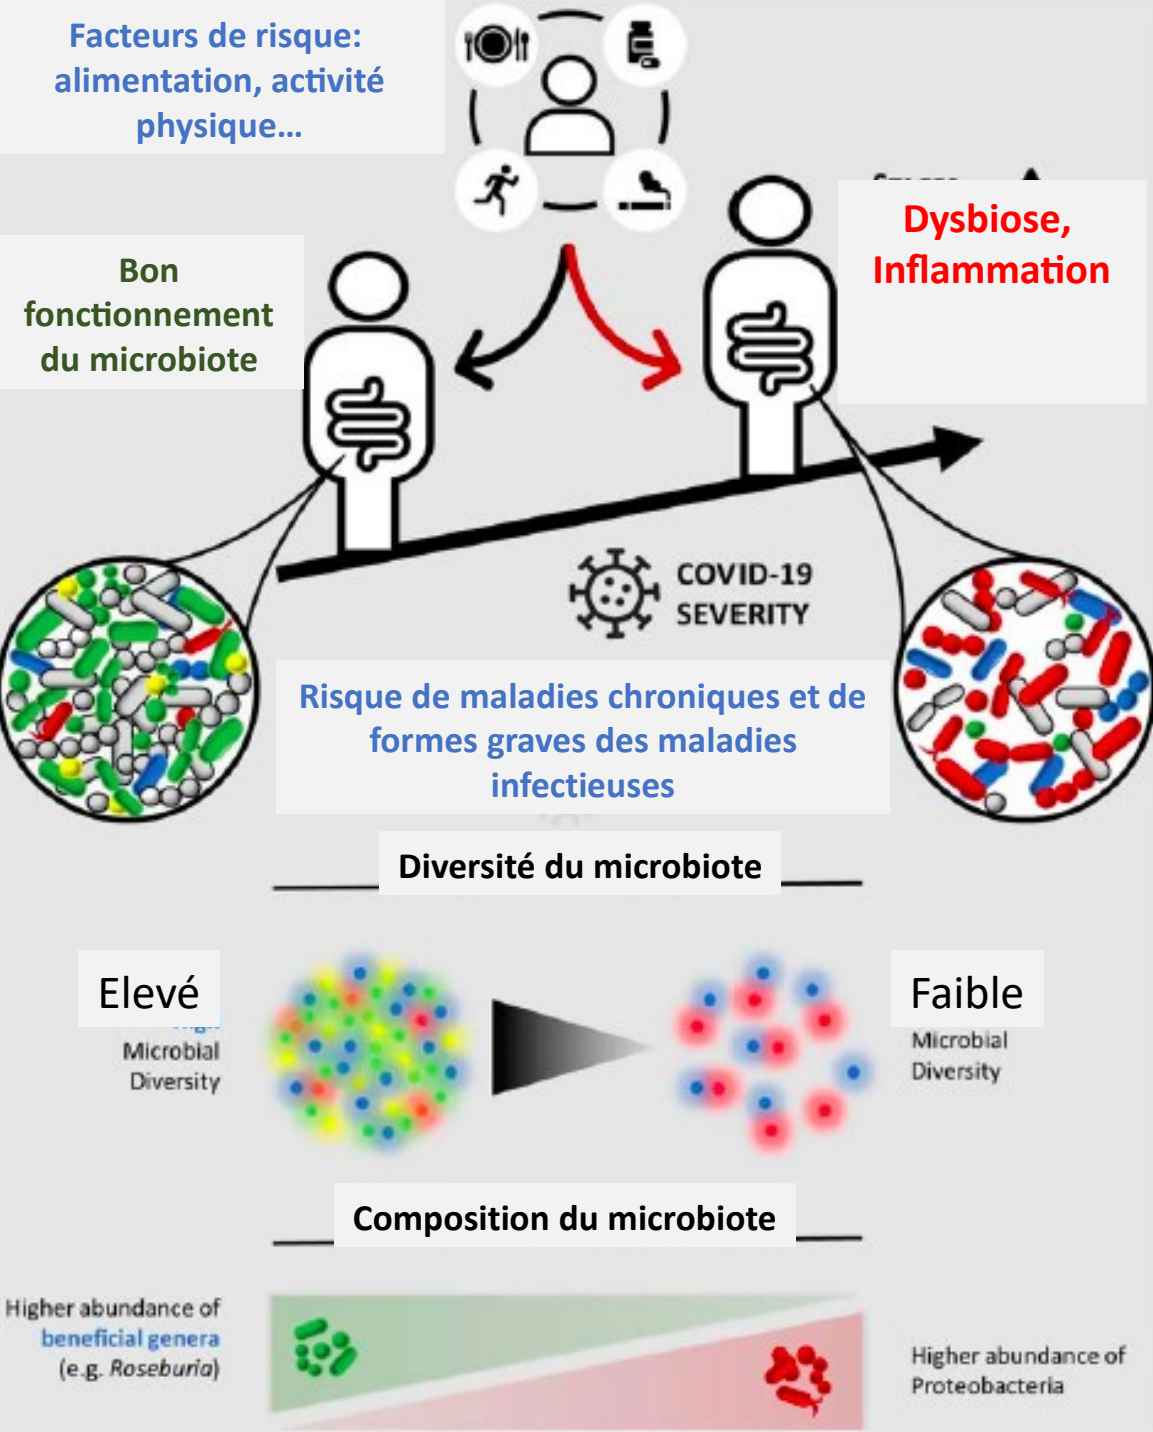 Facteurs de risque:
alimentation, activité
physique...
Dysbiose,
Inflammation
Bon
fonctionnement
du microbiote
COVID-19
SEVERITY
Risque de maladies chroniques et de
formes graves des maladies
infectieuses
Diversité du microbiote
Elevé
Microbial
Diversity
Faible
Microbial
Diversity
Composition du microbiote
Higher abundance of
beneficial genera
(e.g. Roseburia)
Higher abundance of
Proteobacteria